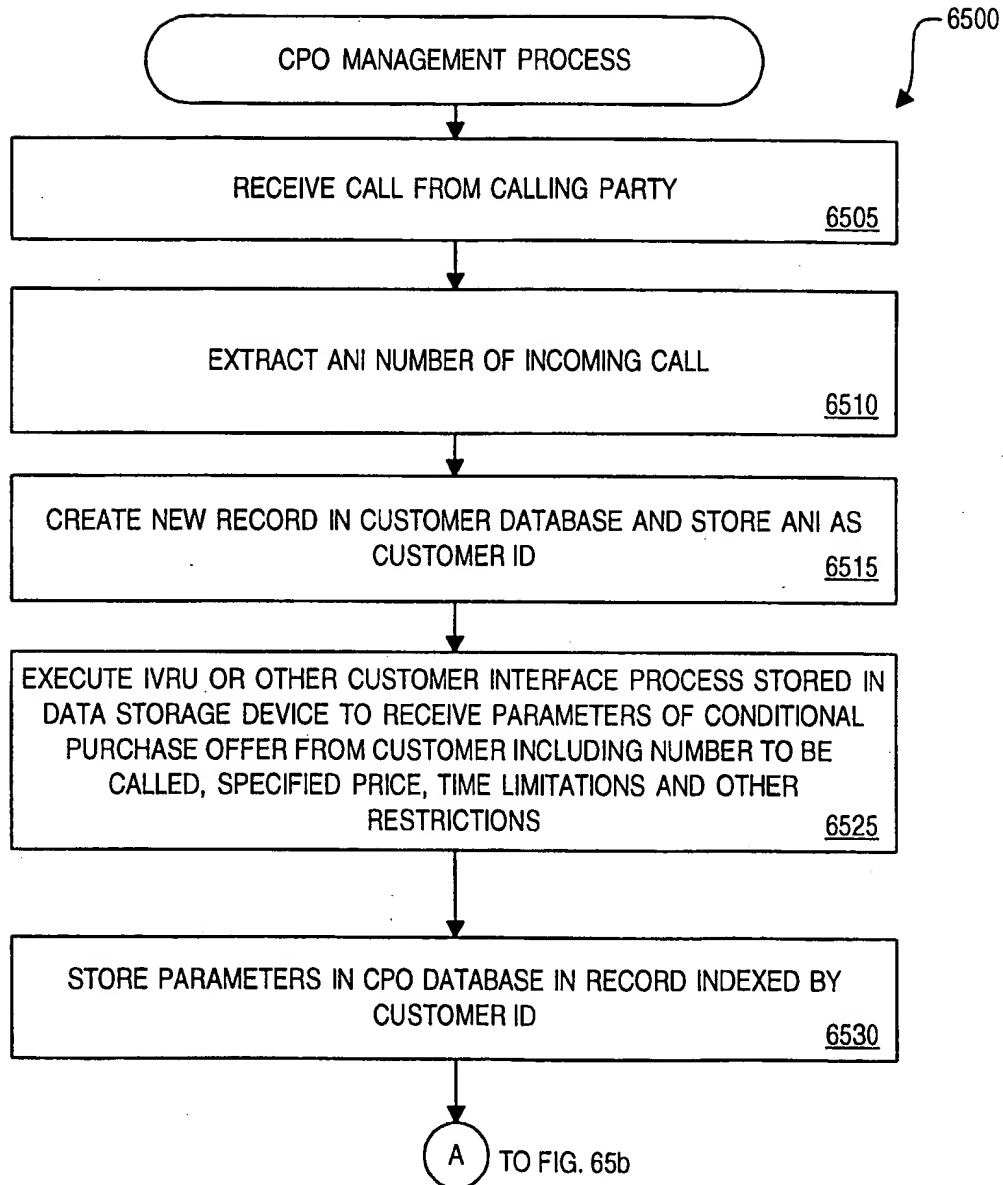 6500
CPO MANAGEMENT PROCESS
RECEIVE CALL FROM CALLING PARTY
6505
EXTRACT ANI NUMBER OF INCOMING CALL
6510
CREATE NEW RECORD IN CUSTOMER DATABASE AND STORE ANI AS
CUSTOMER ID
6515
EXECUTE IVRU OR OTHER CUSTOMER INTERFACE PROCESS STORED IN
DATA STORAGE DEVICE TO RECEIVE PARAMETERS OF CONDITIONAL
PURCHASE OFFER FROM CUSTOMER INCLUDING NUMBER TO BE
CALLED, SPECIFIED PRICE, TIME LIMITATIONS AND OTHER
RESTRICTIONS
6525
STORE PARAMETERS IN CPO DATABASE IN RECORD INDEXED BY
CUSTOMER ID
6530
A TO FIG. 65b